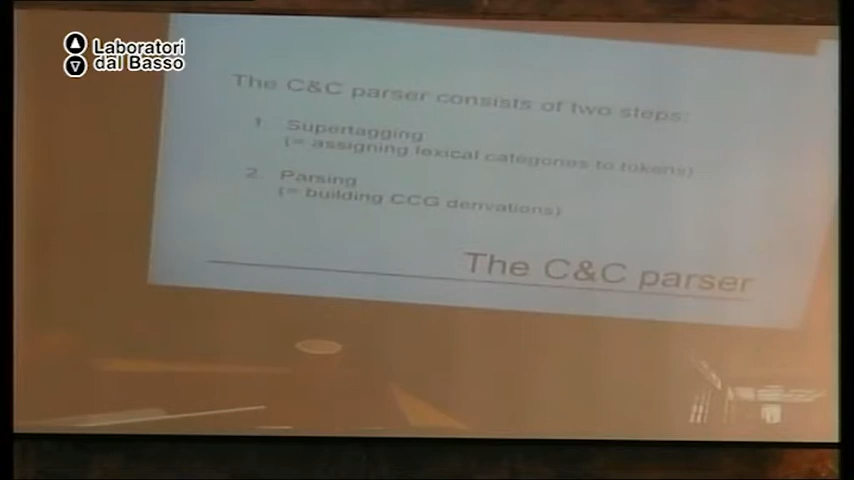 Laboratori
dal Basso
The C&C parser consists of two steps:
1. Supertagging
(= assigning lexical categories to tokens)
2. Parsing
(= building CCG derivations)
The C&C parser